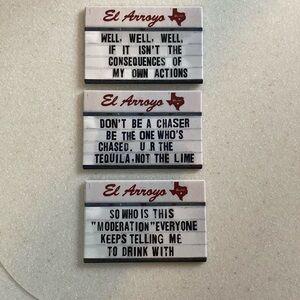 El Arroyo
WELL, WELL, WELL,
IF IT ISN'T THE
CONSEQUENCES OF
MY OWN ACTIONS
El Arroyo
DON'T BE A CHASER
BE THE ONE WHO'S
CHASED. U R THE
TEQUILA, NOT THE LIME
El Arroyo
SO WHO IS THIS
"MODERATION" EVERYONE
KEEPS TELLING ME
TO DRINK WITH